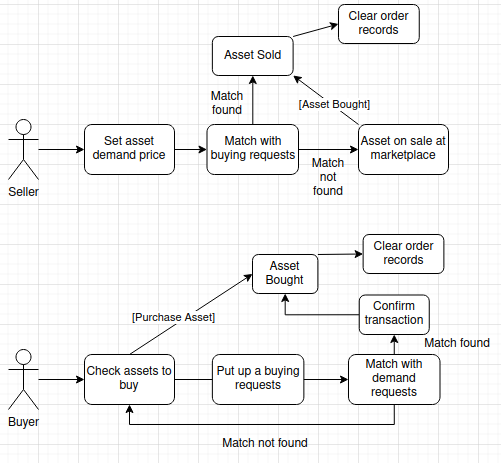 Clear order
records
Asset Sold
Match
found
[Asset Bought]
Set asset
demand price
Match with
buying requests
Asset on sale at
marketplace
Match
not
found
Seller
Clear order
records
Asset
Bought
[Purchase Asset]
Confirm
transaction
Match found
Check assets to
buy
Put up a buying
requests
Match with
demand
requests
Buyer
Match not found